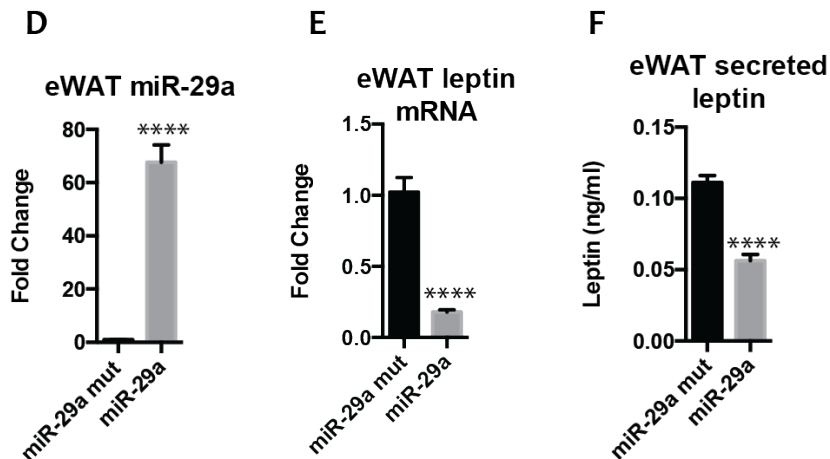 D
eWAT miR-29a
Fold Change
80
60
40
20
0
****
miR-29a mut
miR-29a
E
eWAT leptin
mRNA
Fold Change
1.5
1.0
0.5
0.0
****
miR-29a mut
miR-29a
F
eWAT secreted
leptin
Leptin (ng/ml)
0.15
0.10
0.05
0.00
****
miR-29a mut
miR-29a